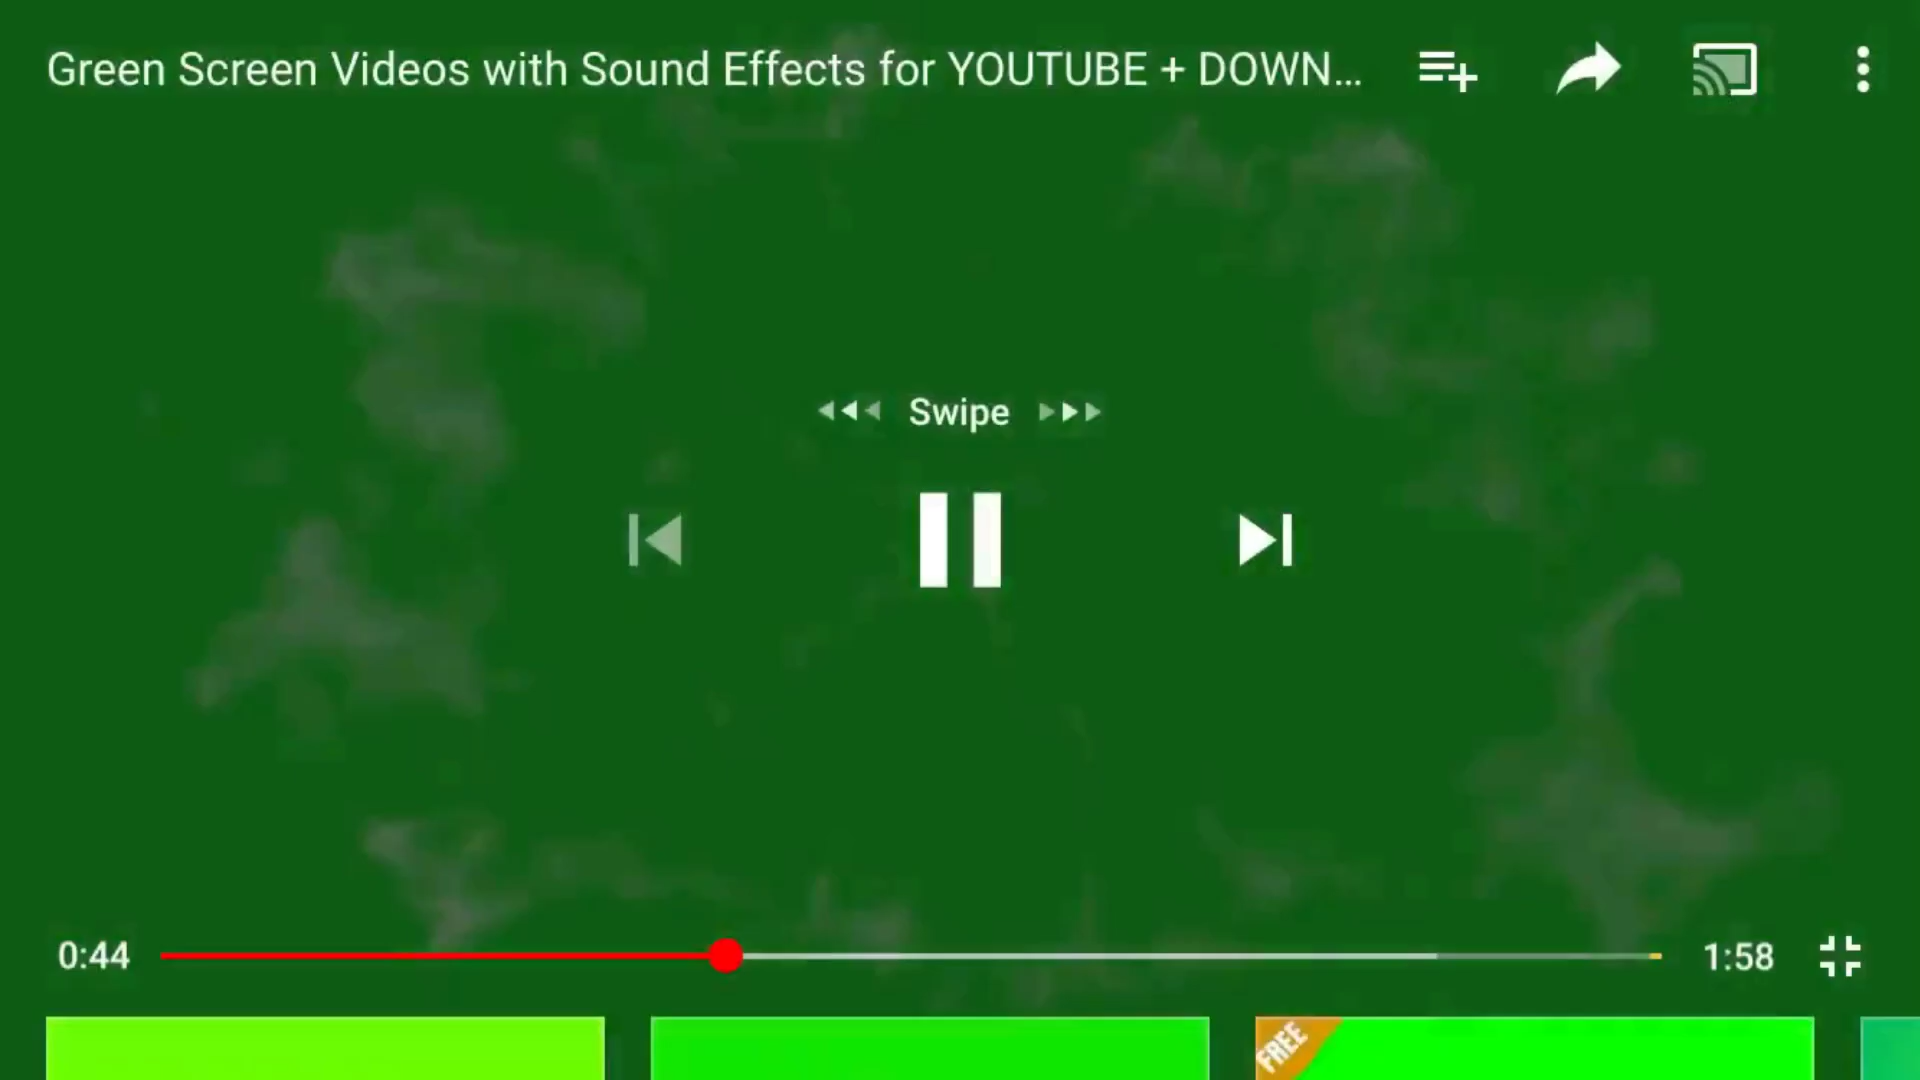 Green Screen Videos with Sound Effects for YOUTUBE + DOWN...
Swipe
0:44
1:58
FREE